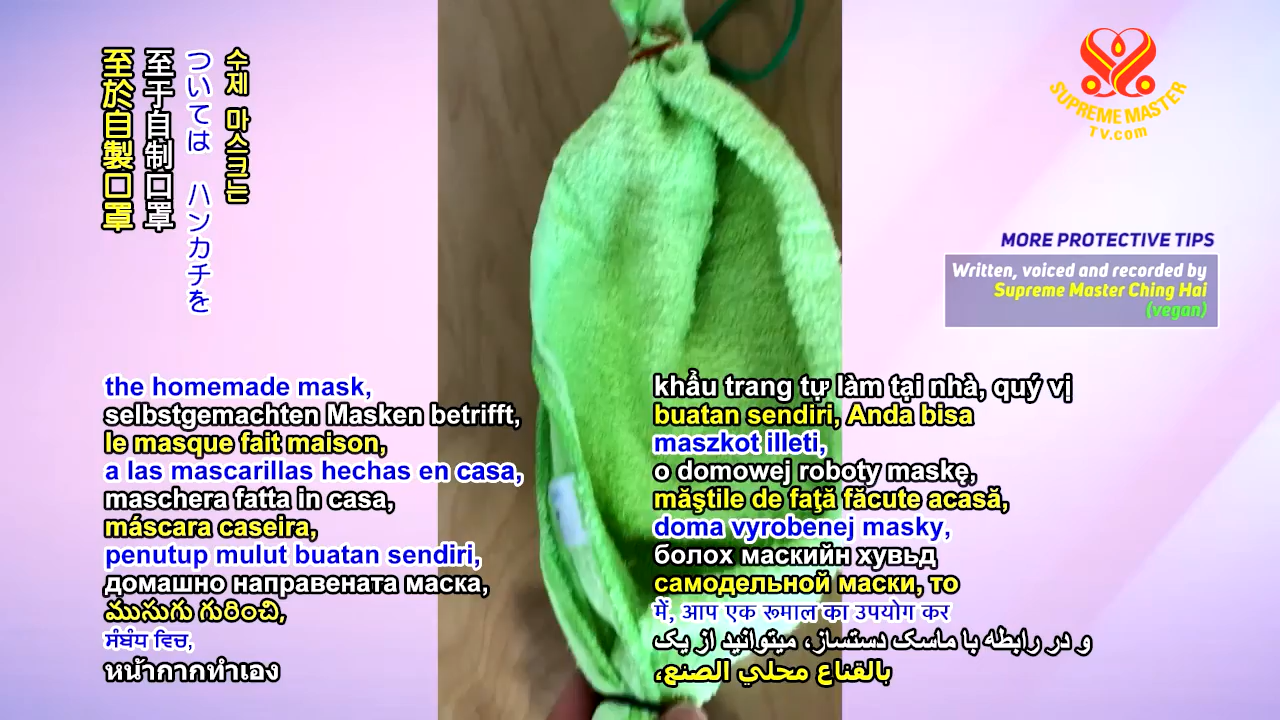 수제 마스크는
ついては ハンカチを
至于自制口罩
至於自製口罩
SUPREME MASTER
TV.com
MORE PROTECTIVE TIPS
Written, voiced and recorded by
Supreme Master Ching Hai
(vegan)
the homemade mask,
selbstgemachten Masken betrifft,
le masque fait maison,
a las mascarillas hechas en casa,
maschera fatta in casa,
máscara caseira,
penutup mulut buatan sendiri,
домашно направената маска,
ముసుగు గురించి,
ਸੰਬੰਧ ਵਿਚ,
หน้ากากทำเอง
khẩu trang tự làm tại nhà, quý vị
buatan sendiri, Anda bisa
maszkot illeti,
o domowej roboty maskę,
măştile de faţă făcute acasă,
doma vyrobenej masky,
болох маскийн хувьд
самодельной маски, то
में, आप एक रूमाल का उपयोग कर
و در رابطه با ماسک دستساز، میتوانید از یک
بالقناع محلي الصنع،